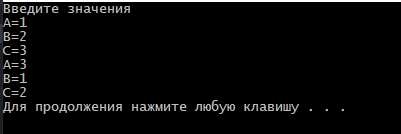 Введите значения
A=1
B=2
C=3
A=3
B=1
C=2
Для продолжения нажмите любую клавишу . . .